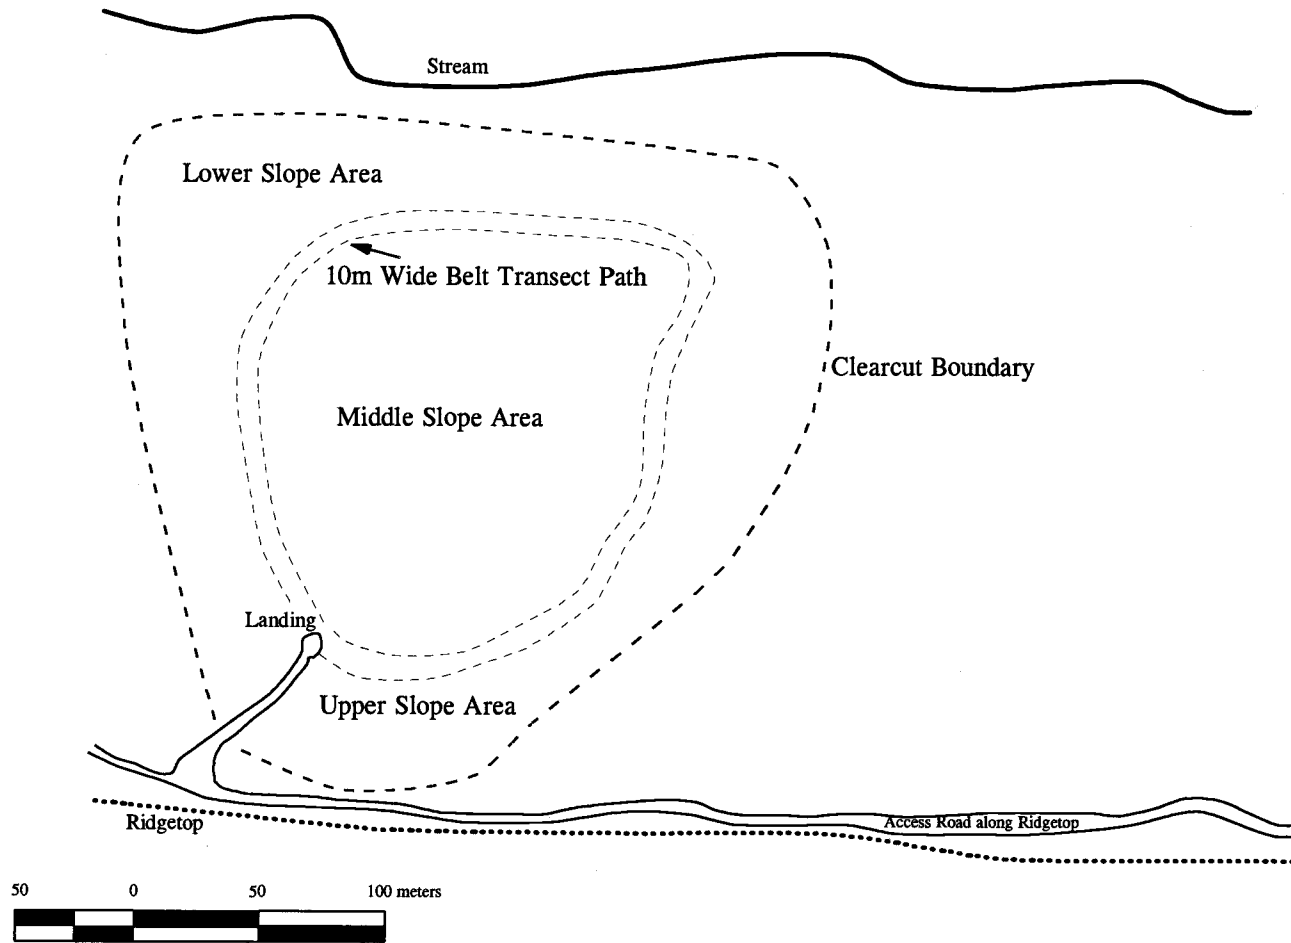 Stream
Lower Slope Area
10m Wide Belt Transect Path
Clearcut Boundary
Middle Slope Area
Landing
Upper Slope Area
Ridgetop
Access Road along Ridgetop
50 0 50 100 meters